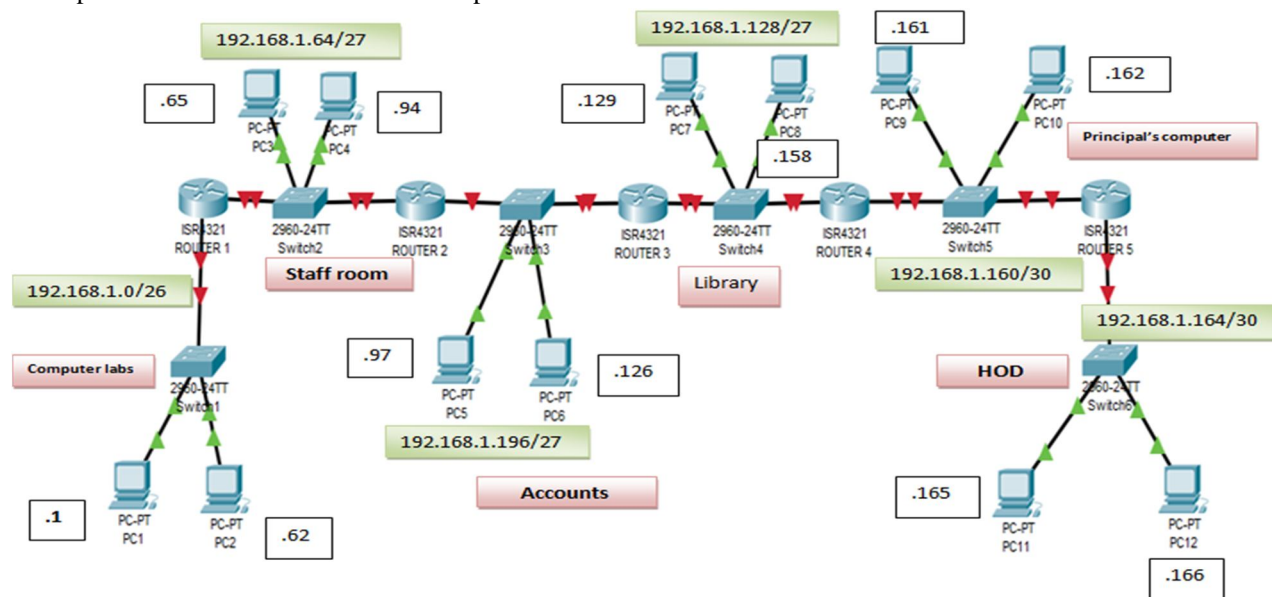 192.168.1.64/27
192.168.1.128/27
.161
.65
.94
.129
.162
PC-PT
PC3
PC-PT
PC4
PC-PT
PC7
PC-PT
PC8
PC-PT
PC9
PC-PT
PC10
Principal's computer
.158
ISR4321
ROUTER 1
2960-24TT
Switch2
ISR4321
ROUTER 2
2960-24TT
Switch3
ISR4321
ROUTER 3
2960-24TT
Switch4
ISR4321
ROUTER 4
2960-24TT
Switch5
ISR4321
ROUTER 5
Staff room
Library
192.168.1.160/30
192.168.1.0/26
192.168.1.164/30
Computer labs
2960-24TT
Switch1
.97
PC-PT
PC5
PC-PT
PC6
.126
HOD
2960-24TT
Switch6
192.168.1.196/27
Accounts
.1
PC-PT
PC1
PC-PT
PC2
.62
.165
PC-PT
PC11
PC-PT
PC12
.166